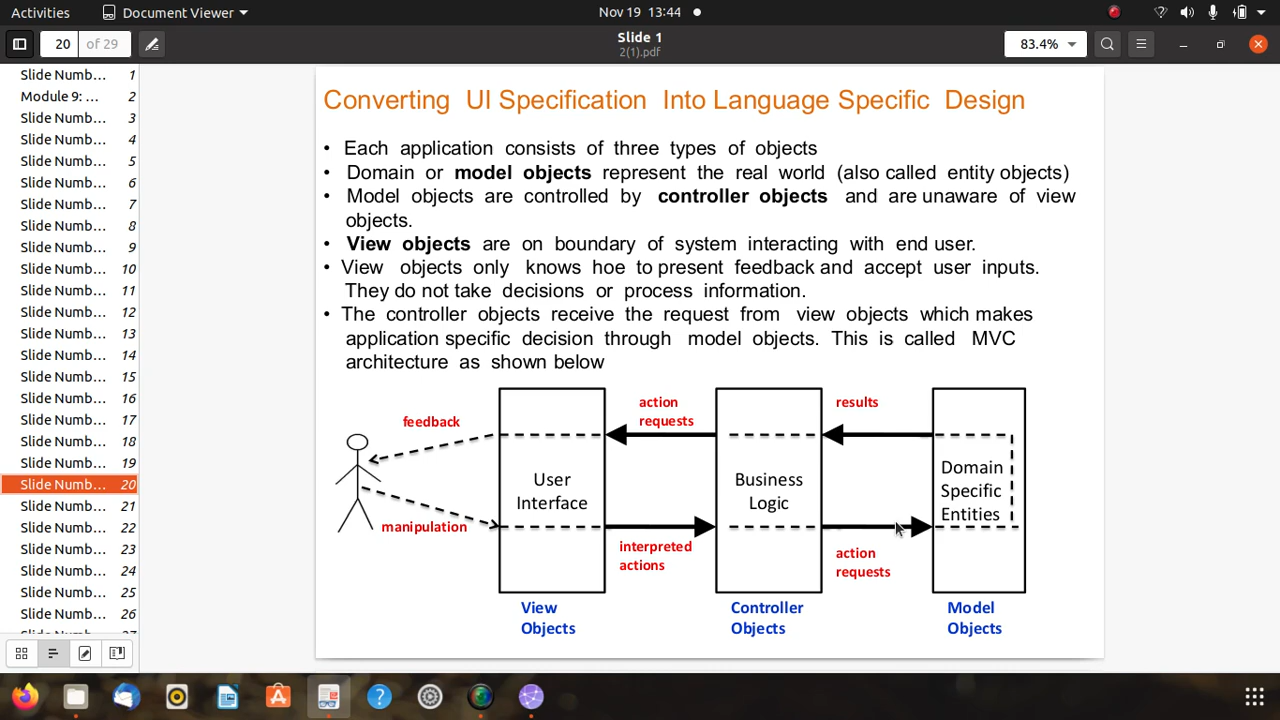 Activities
Document Viewer
Nov 19 13:44
20 of 29
Slide 1
2(1).pdf
83.4%
Slide Numb... 1
Module 9: ... 2
Slide Numb... 3
Slide Numb... 4
Slide Numb... 5
Slide Numb... 6
Slide Numb... 7
Slide Numb... 8
Slide Numb... 9
Slide Numb... 10
Slide Numb... 11
Slide Numb... 12
Slide Numb... 13
Slide Numb... 14
Slide Numb... 15
Slide Numb... 16
Slide Numb... 17
Slide Numb... 18
Slide Numb... 19
Slide Numb... 20
Slide Numb... 21
Slide Numb... 22
Slide Numb... 23
Slide Numb... 24
Slide Numb... 25
Slide Numb... 26
Converting UI Specification Into Language Specific Design
• Each application consists of three types of objects
• Domain or model objects represent the real world (also called entity objects)
• Model objects are controlled by controller objects and are unaware of view
objects.
• View objects are on boundary of system interacting with end user.
• View objects only knows hoe to present feedback and accept user inputs.
They do not take decisions or process information.
• The controller objects receive the request from view objects which makes
application specific decision through model objects. This is called MVC
architecture as shown below
feedback
manipulation
User
Interface
action
requests
interpreted
actions
Business
Logic
results
action
requests
Domain
Specific
Entities
View
Objects
Controller
Objects
Model
Objects